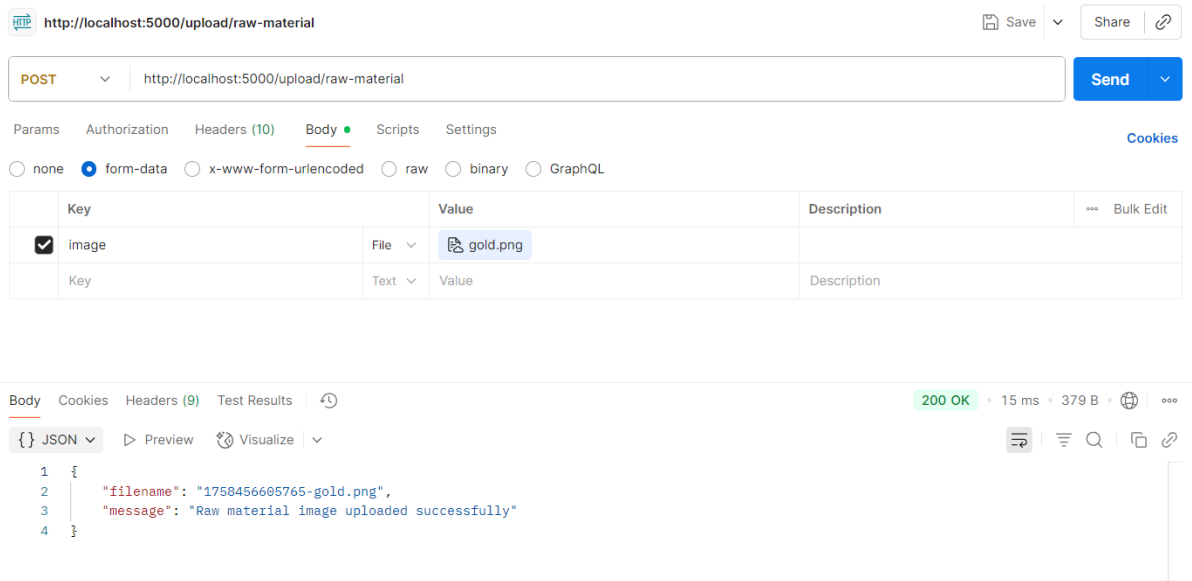 HTTP http://localhost:5000/upload/raw-material Save Share
POST http://localhost:5000/upload/raw-material Send
Params Authorization Headers (10) Body Scripts Settings Cookies
none form-data x-www-form-urlencoded raw binary GraphQL
Key Value Description Bulk Edit
image File gold.png
Key Text Value Description
Body Cookies Headers (9) Test Results 200 OK 15 ms 379 B
{} JSON Preview Visualize
1 {
2 "filename": "1758456605765-gold.png",
3 "message": "Raw material image uploaded successfully"
4 }